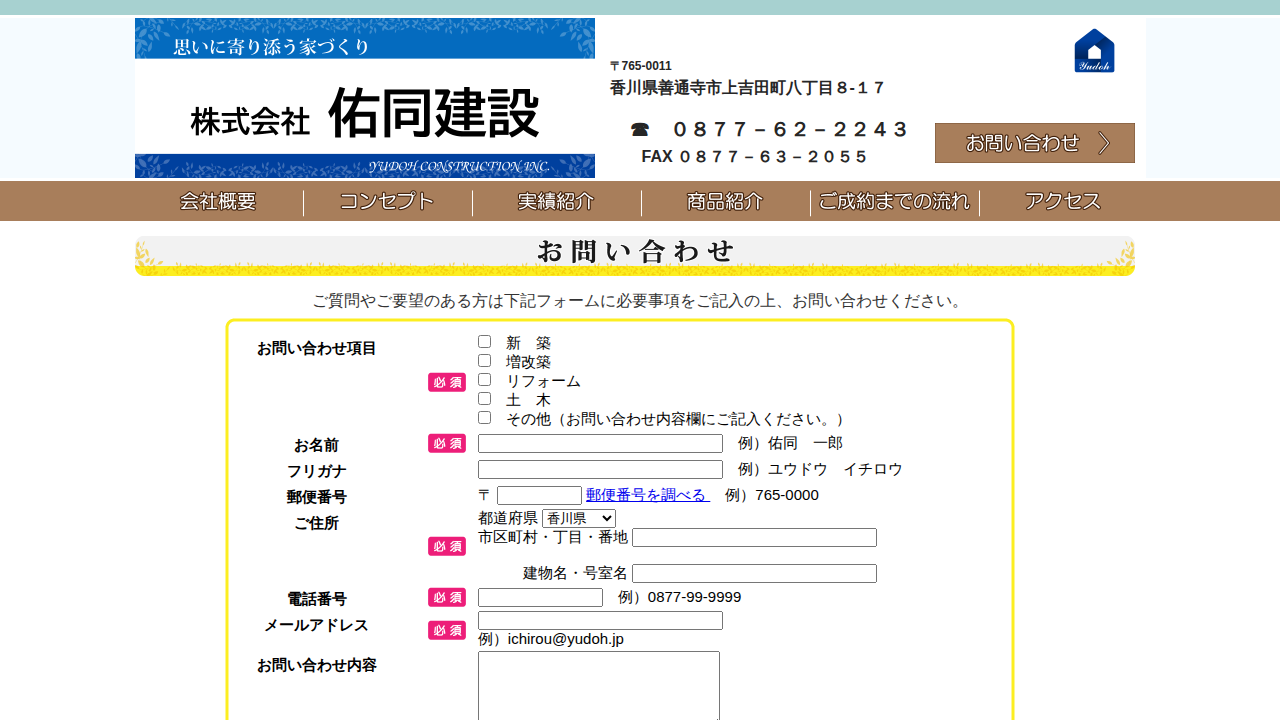 思いに寄り添う家づくり
株式会社 佑同建設
YUDOH CONSTRUCTION INC.
〒765-0011
香川県善通寺市上吉田町八丁目８-１７
☎ ０８７７－６２－２２４３
FAX ０８７７－６３－２０５５
Yudoh
お問い合わせ
会社概要 コンセプト 実績紹介 商品紹介 ご成約までの流れ アクセス
お問い合わせ
ご質問やご要望のある方は下記フォームに必要事項をご記入の上、お問い合わせください。
お問い合わせ項目 必須
新　築
増改築
リフォーム
土　木
その他（お問い合わせ内容欄にご記入ください。）
お名前 必須 例）佑同　一郎
フリガナ 例）ユウドウ　イチロウ
郵便番号 〒 郵便番号を調べる 例）765-0000
ご住所 必須 都道府県 香川県
市区町村・丁目・番地
建物名・号室名
電話番号 必須 例）0877-99-9999
メールアドレス 必須
例）ichirou@yudoh.jp
お問い合わせ内容